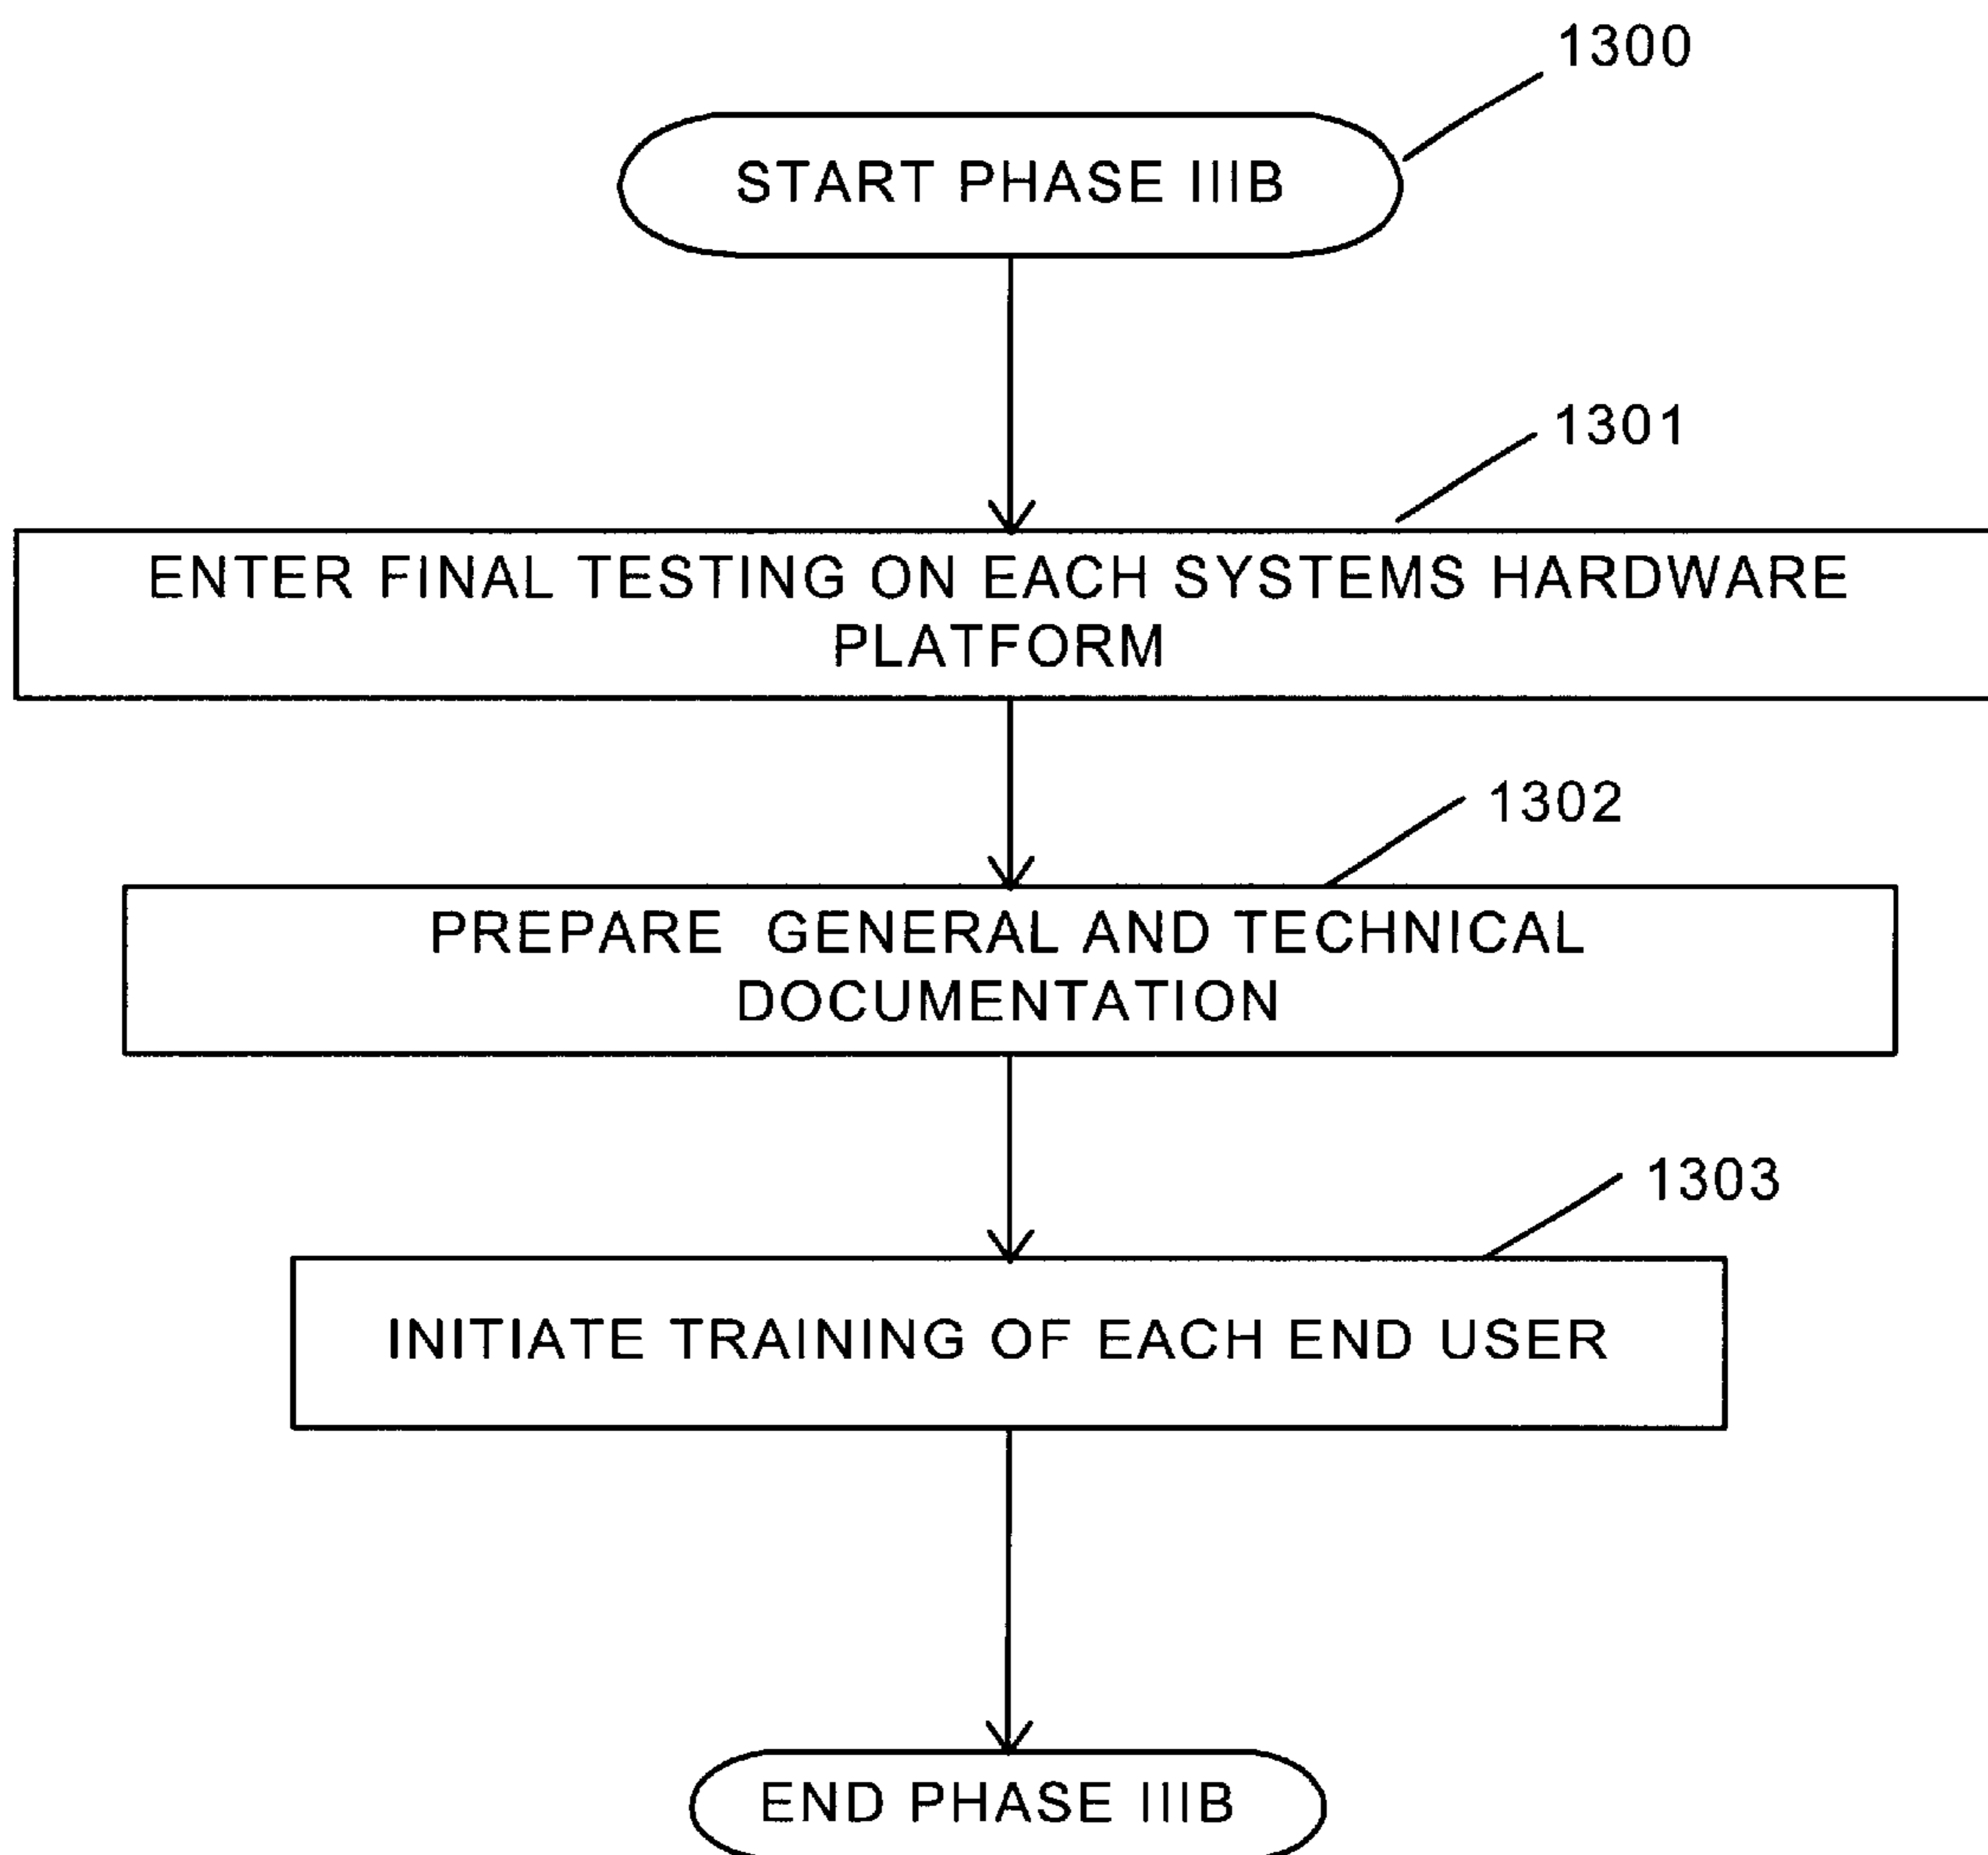 1300
START PHASE IIIB
1301
ENTER FINAL TESTING ON EACH SYSTEMS HARDWARE
PLATFORM
1302
PREPARE GENERAL AND TECHNICAL
DOCUMENTATION
1303
INITIATE TRAINING OF EACH END USER
END PHASE IIIB